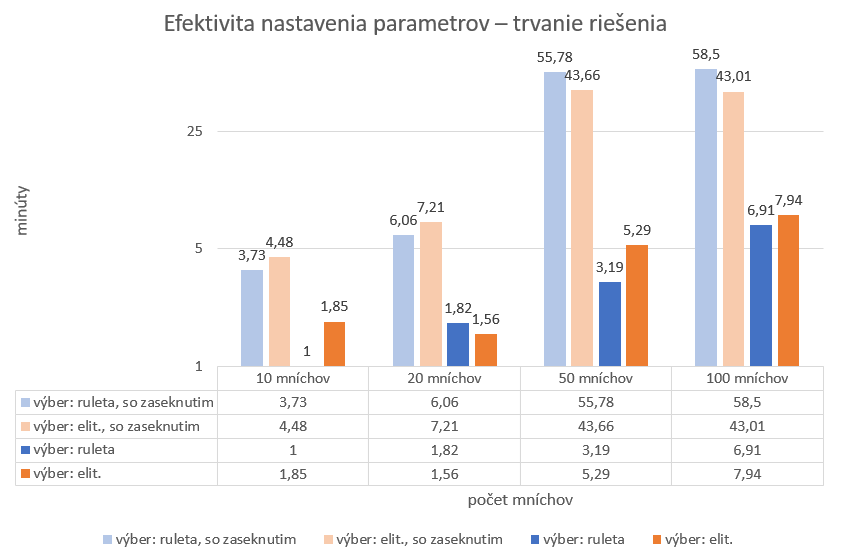 Efektivita nastavenia parametrov – trvanie riešenia
55,78 58,5
43,66 43,01
25
minúty
6,06 7,21
6,91 7,94
5
3,73 4,48
5,29
3,19
1 1,85
1,82 1,56
1
10 mníchov 20 mníchov 50 mníchov 100 mníchov
výber: ruleta, so zaseknutim 3,73 6,06 55,78 58,5
výber: elit., so zaseknutim 4,48 7,21 43,66 43,01
výber: ruleta 1 1,82 3,19 6,91
výber: elit. 1,85 1,56 5,29 7,94
počet mníchov
výber: ruleta, so zaseknutim výber: elit., so zaseknutim výber: ruleta výber: elit.